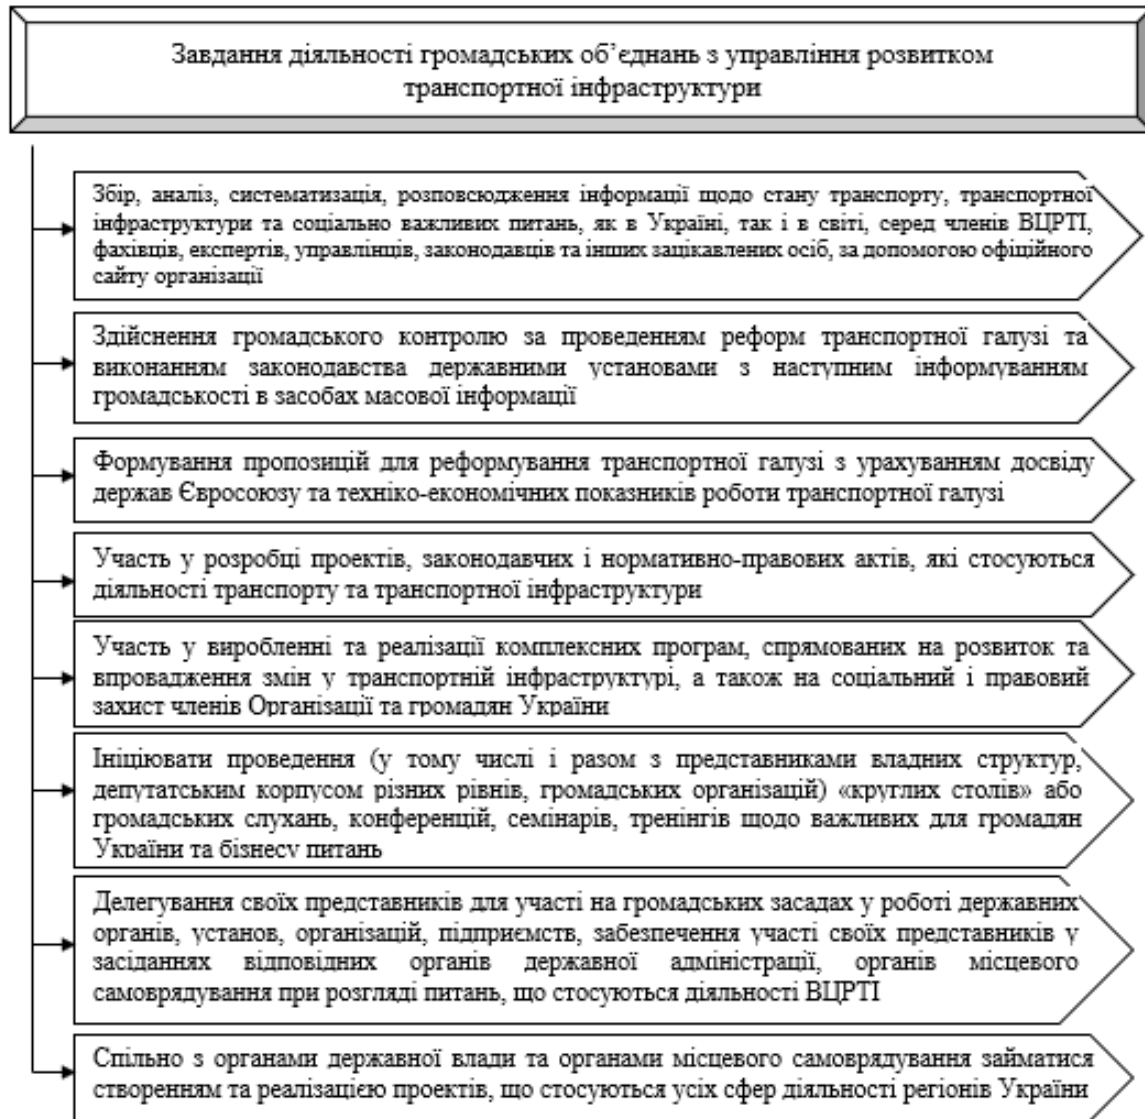 Завдання діяльності громадських об’єднань з управління розвитком
транспортної інфраструктури
Збір, аналіз, систематизація, розповсюдження інформації щодо стану транспорту, транспортної
інфраструктури та соціально важливих питань, як в Україні, так і в світі, серед членів ВЦРТІ,
фахівців, експертів, управлінців, законодавців та інших зацікавлених осіб, за допомогою офіційного
сайту організації
Здійснення громадського контролю за проведенням реформ транспортної галузі та
виконанням законодавства державними установами з наступним інформуванням
громадськості в засобах масової інформації
Формування пропозицій для реформування транспортної галузі з урахуванням досвіду
держав Євросоюзу та техніко-економічних показників роботи транспортної галузі
Участь у розробці проектів, законодавчих і нормативно-правових актів, які стосуються
діяльності транспорту та транспортної інфраструктури
Участь у виробленні та реалізації комплексних програм, спрямованих на розвиток та
впровадження змін у транспортній інфраструктурі, а також на соціальний і правовий
захист членів Організації та громадян України
Ініціювати проведення (у тому числі і разом з представниками владних структур,
депутатським корпусом різних рівнів, громадських організацій) «круглих столів» або
громадських слухань, конференцій, семінарів, тренінгів щодо важливих для громадян
України та бізнесу питань
Делегування своїх представників для участі на громадських засадах у роботі державних
органів, установ, організацій, підприємств, забезпечення участі своїх представників у
засіданнях відповідних органів державної адміністрації, органів місцевого
самоврядування при розгляді питань, що стосуються діяльності ВЦРТІ
Спільно з органами державної влади та органами місцевого самоврядування займатися
створенням та реалізацією проектів, що стосуються усіх сфер діяльності регіонів України